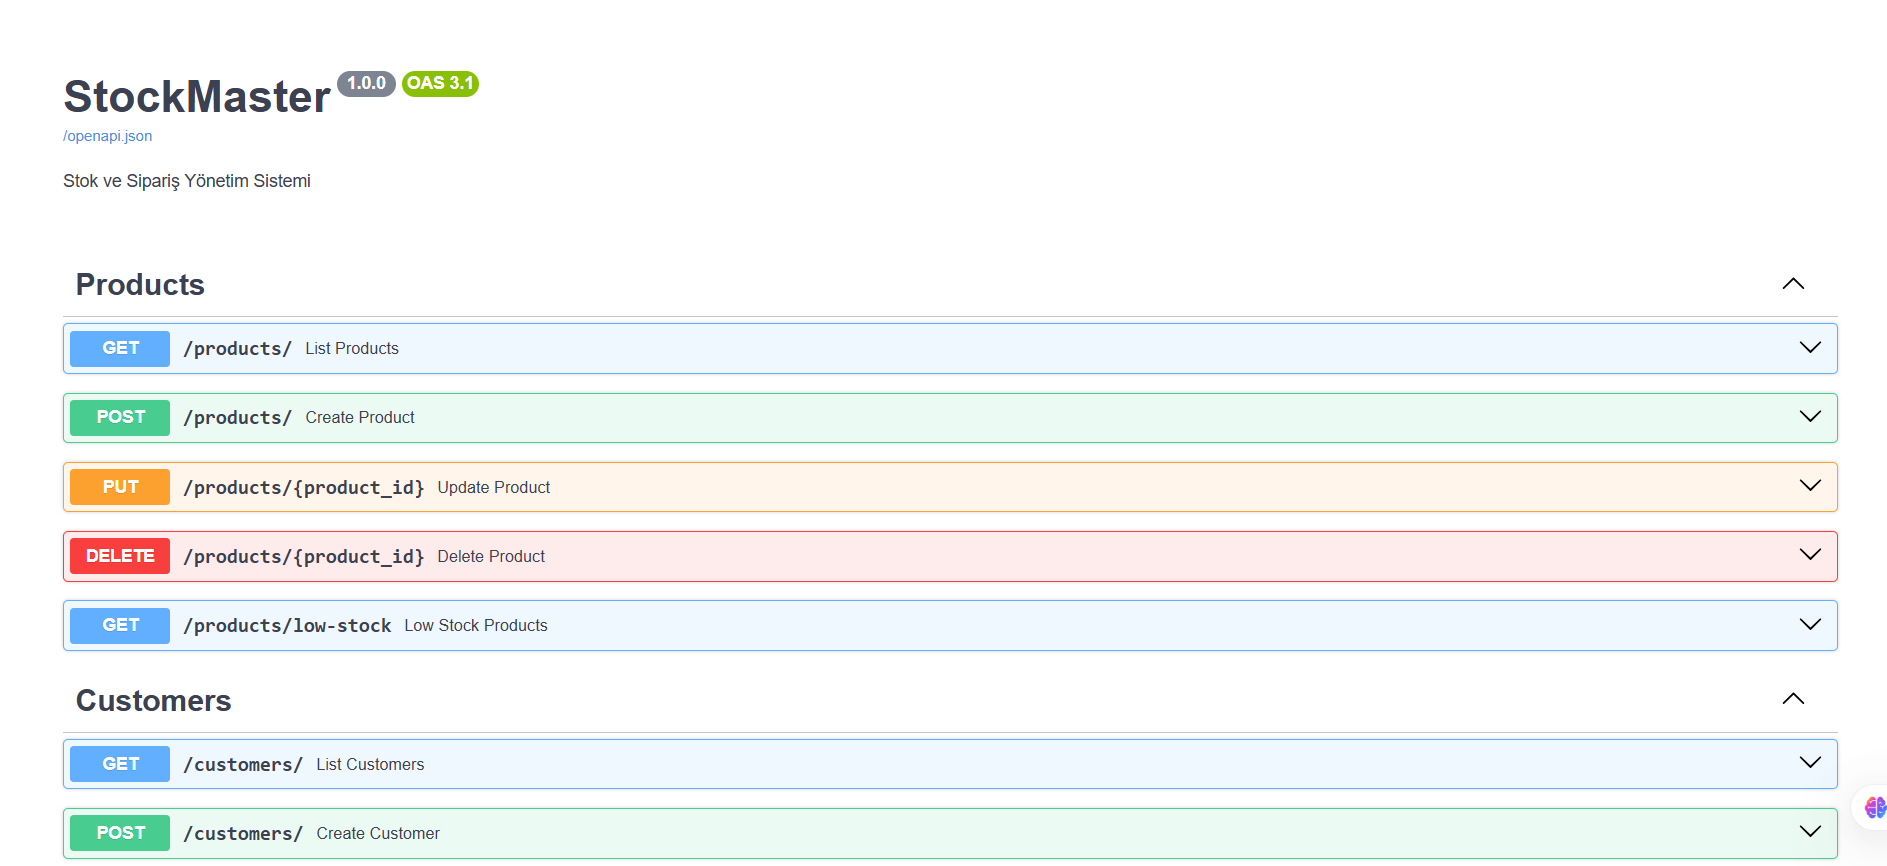 StockMaster 1.0.0 OAS 3.1
/openapi.json
Stok ve Sipariş Yönetim Sistemi
Products
GET /products/ List Products
POST /products/ Create Product
PUT /products/{product_id} Update Product
DELETE /products/{product_id} Delete Product
GET /products/low-stock Low Stock Products
Customers
GET /customers/ List Customers
POST /customers/ Create Customer